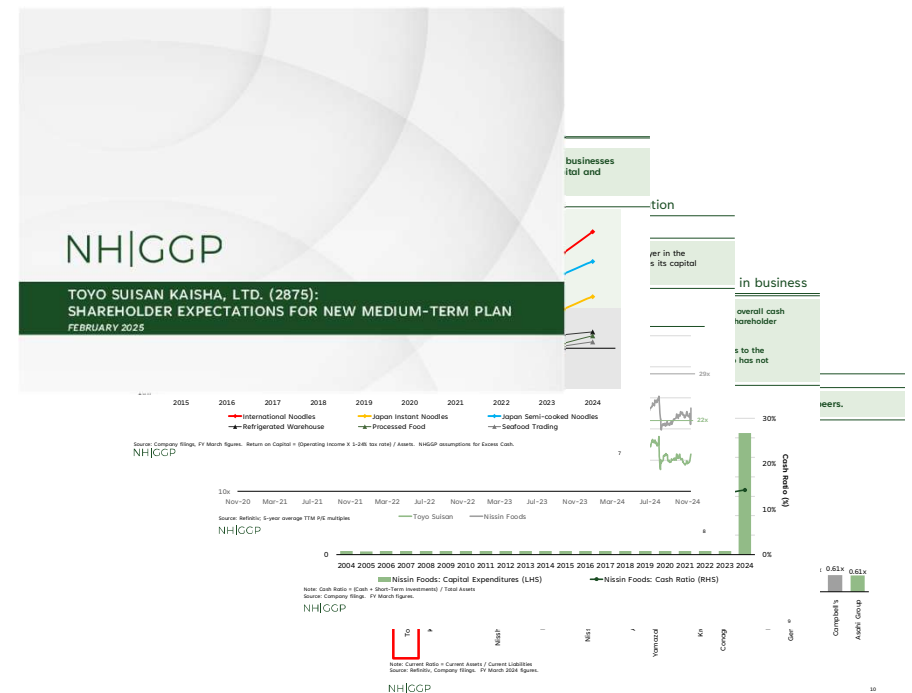 NH|GGP
TOYO SUISAN KAISHA, LTD. (2875):
SHAREHOLDER EXPECTATIONS FOR NEW MEDIUM-TERM PLAN
FEBRUARY 2025
businesses
ital and
2015 2016 2017 2018 2019 2020 2021 2022 2023 2024
International Noodles Japan Instant Noodles Japan Semi-cooked Noodles
Refrigerated Warehouse Processed Food Seafood Trading
Source: Company filings, FY March figures. Return on Capital = (Operating Income X 1-24% tax rate) / Assets. NHGGP assumptions for Excess Cash.
NH|GGP
7
tion
yer in the
s its capital
29x
22x
10x
Nov-20 Mar-21 Jul-21 Nov-21 Mar-22 Jul-22 Nov-22 Mar-23 Jul-23 Nov-23 Mar-24 Jul-24 Nov-24
Toyo Suisan Nissin Foods
Source: Refinitiv; 5-year average TTM P/E multiples
NH|GGP
in business
overall cash
hareholder
s to the
has not
30%
20%
10%
0%
Cash Ratio (%)
0
2004 2005 2006 2007 2008 2009 2010 2011 2012 2013 2014 2015 2016 2017 2018 2019 2020 2021 2022 2023 2024
Nissin Foods: Capital Expenditures (LHS) Nissin Foods: Cash Ratio (RHS)
Note: Cash Ratio = (Cash + Short-Term Investments) / Total Assets
Source: Company filings. FY March figures.
NH|GGP
9
eers.
0.61x 0.61x
To
Nissh
Niss
Yamazal
Ka
Conag
Ger
Campbell's
Asahi Group
Note: Current Ratio = Current Assets / Current Liabilities
Source: Refinitiv, Company filings. FY March 2024 figures.
NH|GGP
10